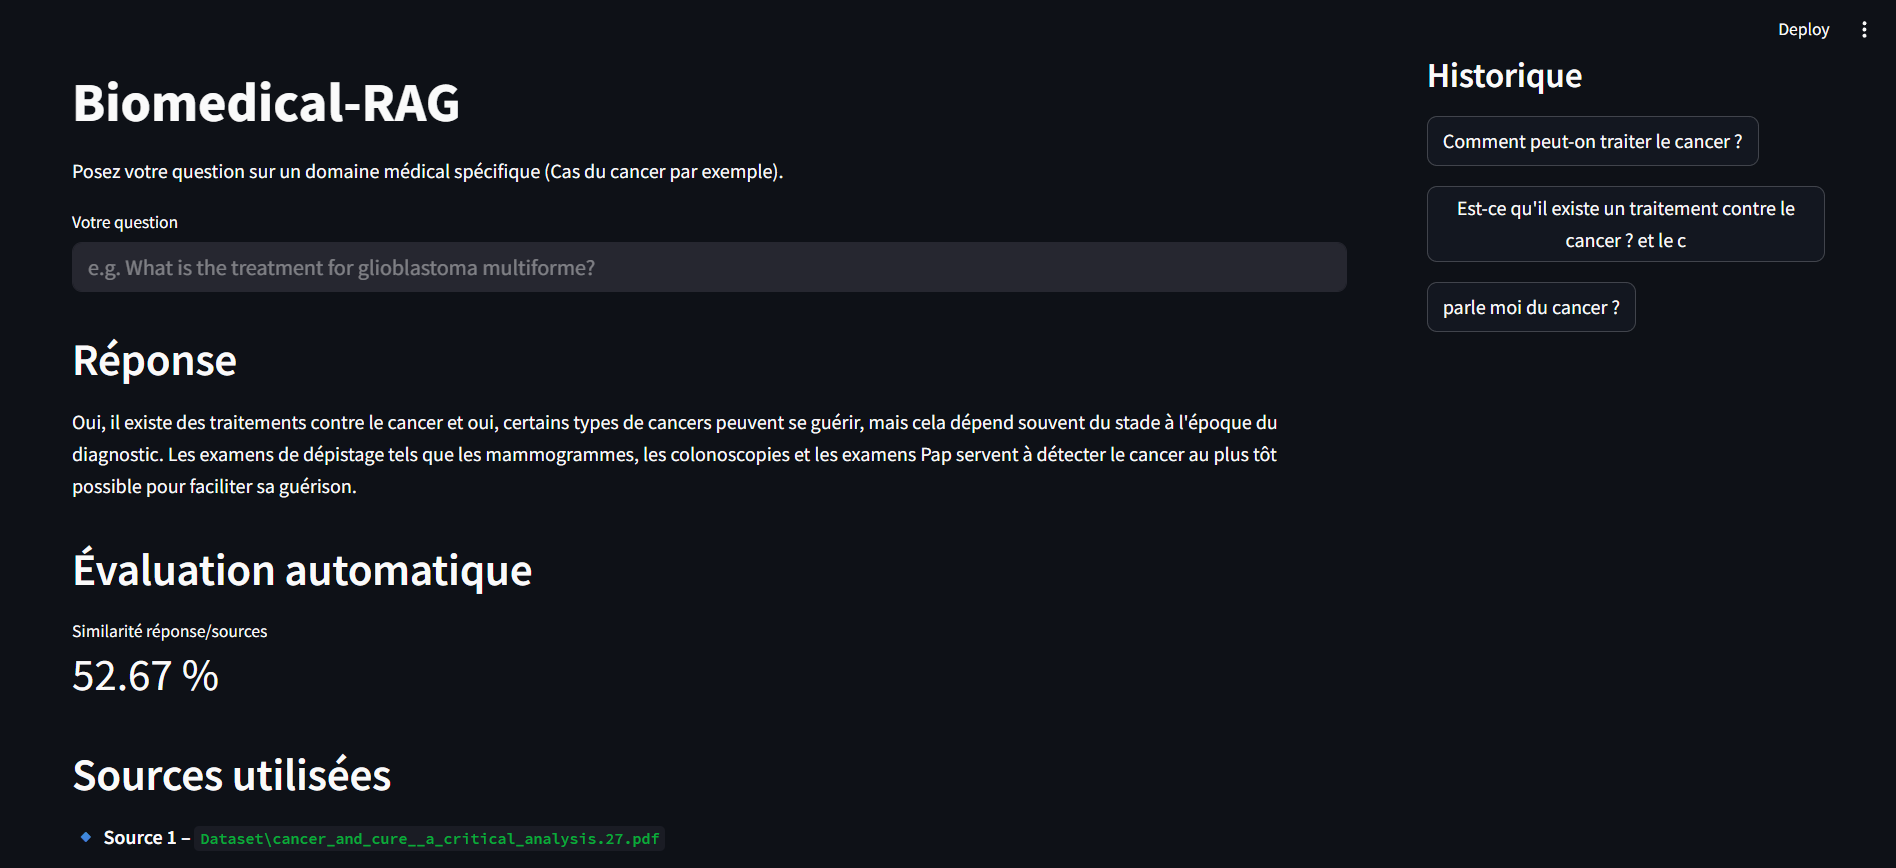 Deploy
Biomedical-RAG
Posez votre question sur un domaine médical spécifique (Cas du cancer par exemple).
Votre question
e.g. What is the treatment for glioblastoma multiforme?
Réponse
Oui, il existe des traitements contre le cancer et oui, certains types de cancers peuvent se guérir, mais cela dépend souvent du stade à l'époque du
diagnostic. Les examens de dépistage tels que les mammogrammes, les colonoscopies et les examens Pap servent à détecter le cancer au plus tôt
possible pour faciliter sa guérison.
Évaluation automatique
Similarité réponse/sources
52.67 %
Sources utilisées
Source 1 – Dataset\cancer_and_cure__a_critical_analysis.27.pdf
Historique
Comment peut-on traiter le cancer ?
Est-ce qu'il existe un traitement contre le
cancer ? et le c
parle moi du cancer ?